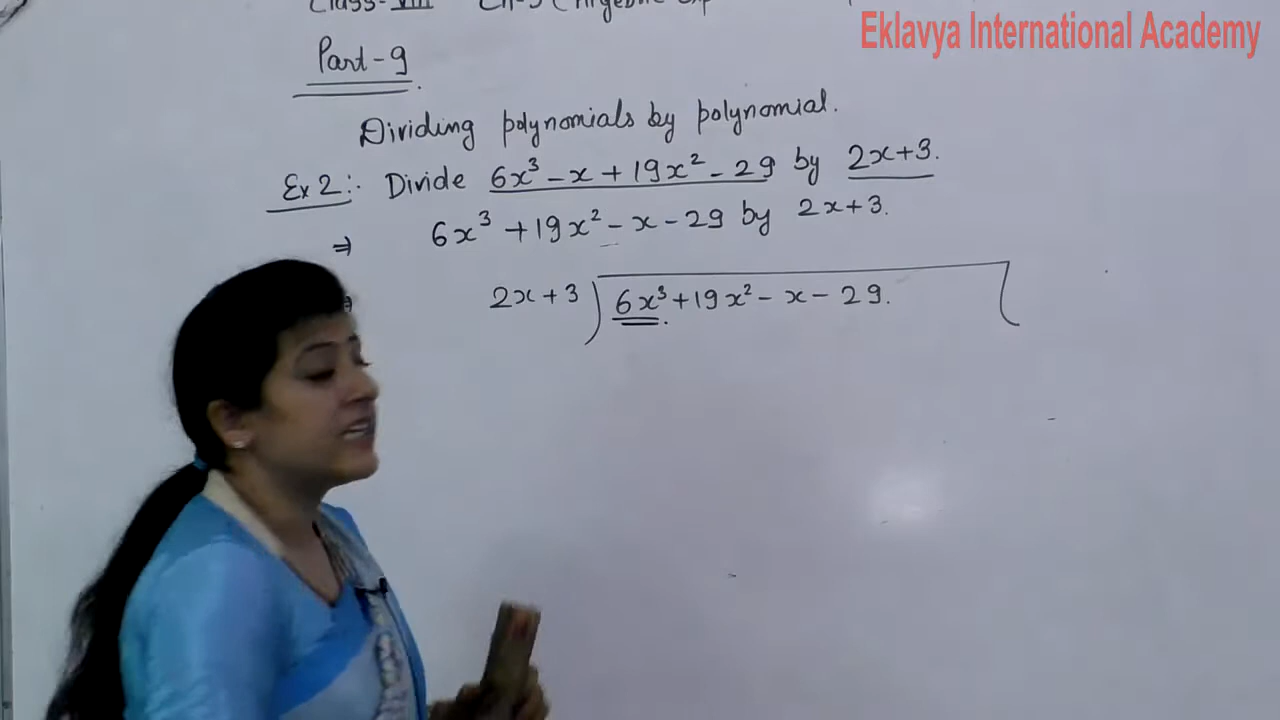 Eklavya International Academy
Part-9
Dividing polynomials by polynomial.
Ex 2:- Divide 6x³ - x + 19x² - 29 by 2x+3.
⇒ 6x³ + 19x² - x - 29 by 2x+3.
2x+3 ) 6x³ + 19x² - x - 29. (